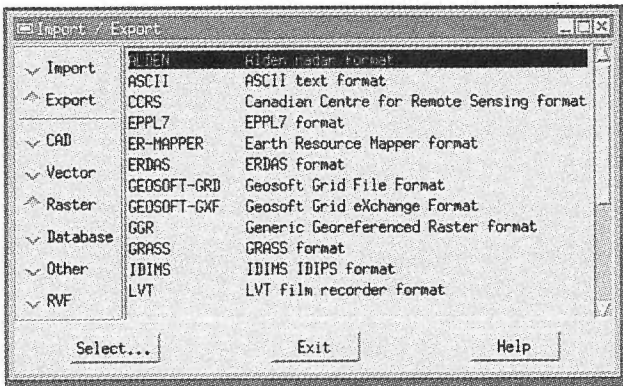 Import / Export
Import
Export
CAD
Vector
Raster
Database
Other
RVF
ALDEN Alden radar format
ASCII ASCII text format
CCRS Canadian Centre for Remote Sensing format
EPPL7 EPPL7 format
ER-MAPPER Earth Resource Mapper format
ERDAS ERDAS format
GEOSOFT-GRD Geosoft Grid File Format
GEOSOFT-GXF Geosoft Grid eXchange Format
GGR Generic Georeferenced Raster format
GRASS GRASS format
IDIMS IDIMS IDIPS format
LVT LVT film recorder format
Select... Exit Help